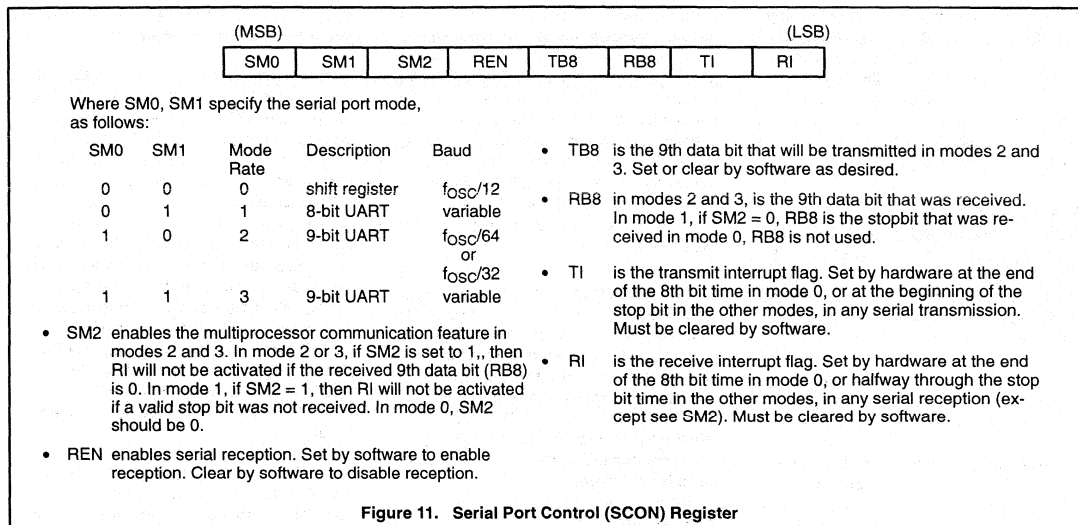 (MSB) (LSB)
SM0 SM1 SM2 REN TB8 RB8 TI RI
Where SM0, SM1 specify the serial port mode,
as follows:
SM0 SM1 Mode Description Baud
Rate
0 0 0 shift register fOSC/12
0 1 1 8-bit UART variable
1 0 2 9-bit UART fOSC/64
or
fOSC/32
1 1 3 9-bit UART variable
• SM2 enables the multiprocessor communication feature in
modes 2 and 3. In mode 2 or 3, if SM2 is set to 1,, then
RI will not be activated if the received 9th data bit (RB8)
is 0. In mode 1, if SM2 = 1, then RI will not be activated
if a valid stop bit was not received. In mode 0, SM2
should be 0.
• REN enables serial reception. Set by software to enable
reception. Clear by software to disable reception.
• TB8 is the 9th data bit that will be transmitted in modes 2 and
3. Set or clear by software as desired.
• RB8 in modes 2 and 3, is the 9th data bit that was received.
In mode 1, if SM2 = 0, RB8 is the stopbit that was re-
ceived in mode 0, RB8 is not used.
• TI is the transmit interrupt flag. Set by hardware at the end
of the 8th bit time in mode 0, or at the beginning of the
stop bit in the other modes, in any serial transmission.
Must be cleared by software.
• RI is the receive interrupt flag. Set by hardware at the end
of the 8th bit time in mode 0, or halfway through the stop
bit time in the other modes, in any serial reception (ex-
cept see SM2). Must be cleared by software.
Figure 11. Serial Port Control (SCON) Register